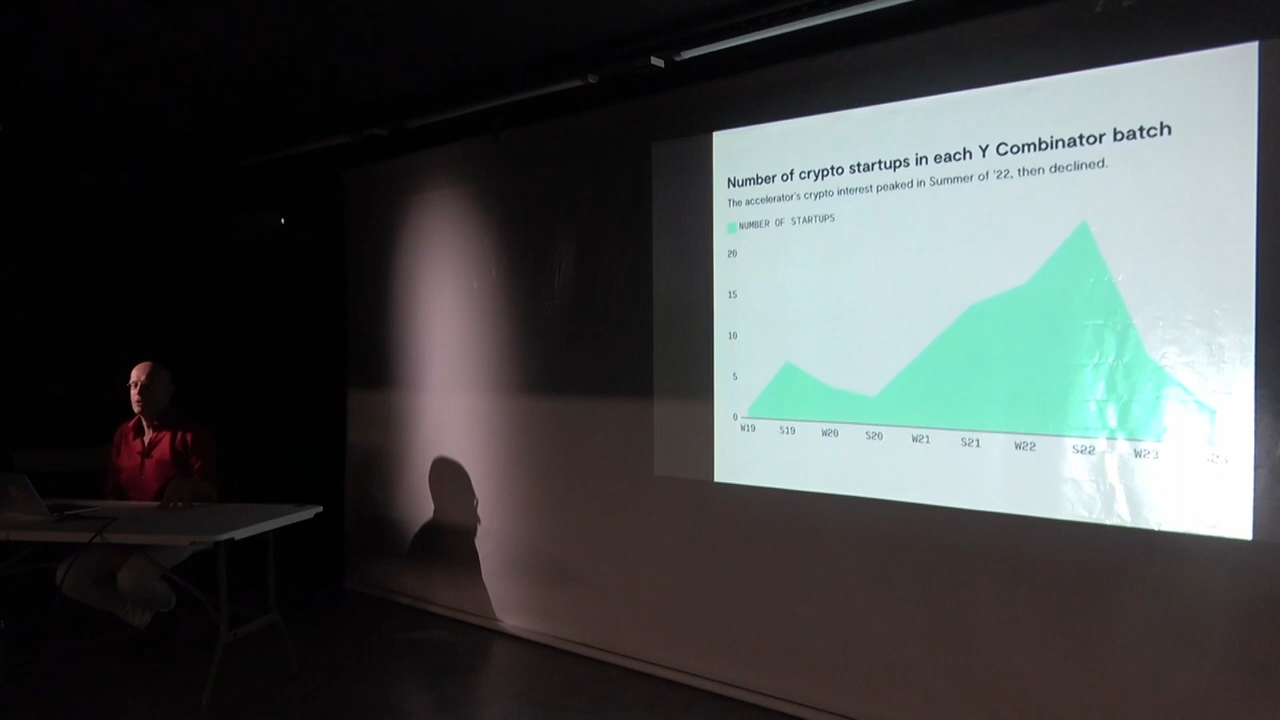 Number of crypto startups in each Y Combinator batch
The accelerator's crypto interest peaked in Summer of '22, then declined.
NUMBER OF STARTUPS
20
15
10
5
0
W19 S19 W20 S20 W21 S21 W22 S22 W23